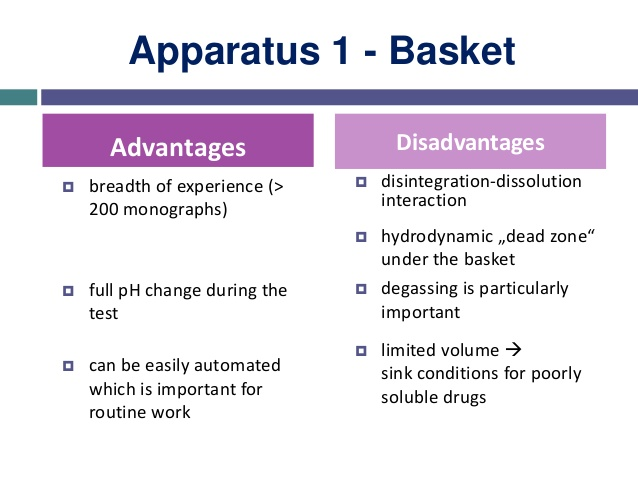 Apparatus 1 - Basket
Advantages
breadth of experience (>
200 monographs)
full pH change during the
test
can be easily automated
which is important for
routine work
Disadvantages
disintegration-dissolution
interaction
hydrodynamic „dead zone“
under the basket
degassing is particularly
important
limited volume →
sink conditions for poorly
soluble drugs